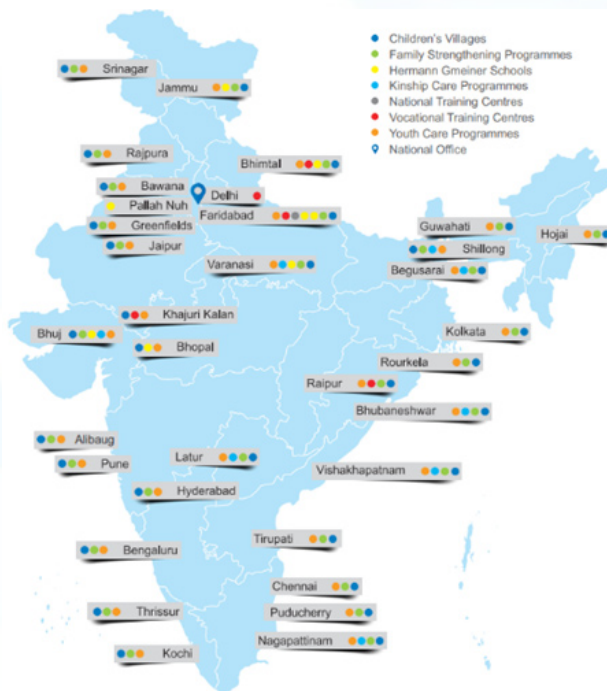 Children's Villages
Family Strengthening Programmes
Hermann Gmeiner Schools
Kinship Care Programmes
National Training Centres
Vocational Training Centres
Youth Care Programmes
National Office
Srinagar
Jammu
Rajpura
Bhimtal
Bawana
Delhi
Pallah Nuh
Faridabad
Greenfields
Guwahati
Hojai
Jaipur
Shillong
Varanasi
Begusarai
Khajuri Kalan
Bhuj
Kolkata
Bhopal
Rourkela
Raipur
Bhubaneshwar
Alibaug
Latur
Pune
Vishakhapatnam
Hyderabad
Tirupati
Bengaluru
Chennai
Thrissur
Puducherry
Nagapattinam
Kochi